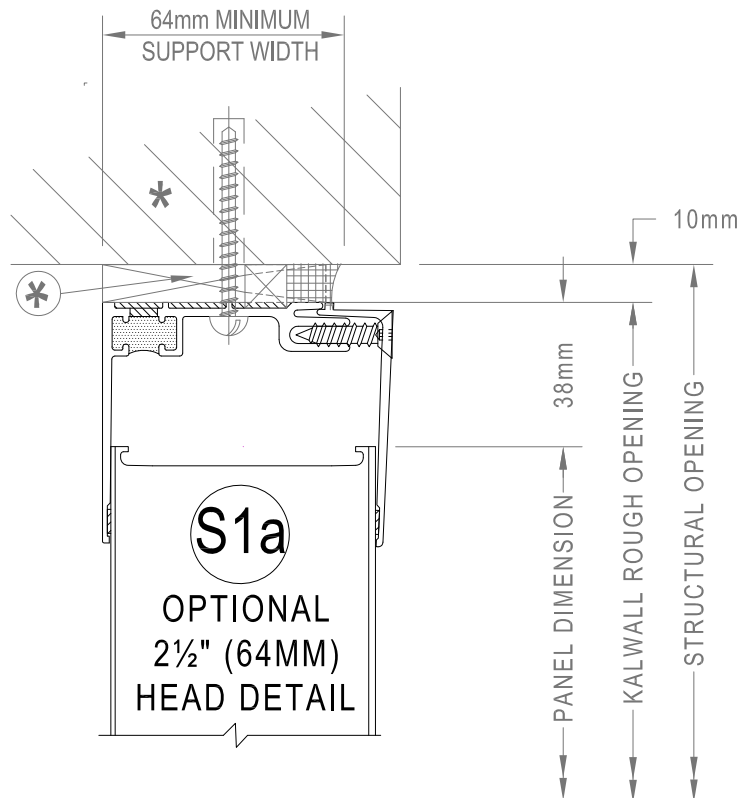 64mm MINIMUM
SUPPORT WIDTH
*
10mm
*
38mm
PANEL DIMENSION
KALWALL ROUGH OPENING
STRUCTURAL OPENING
S1a
OPTIONAL
2½" (64MM)
HEAD DETAIL